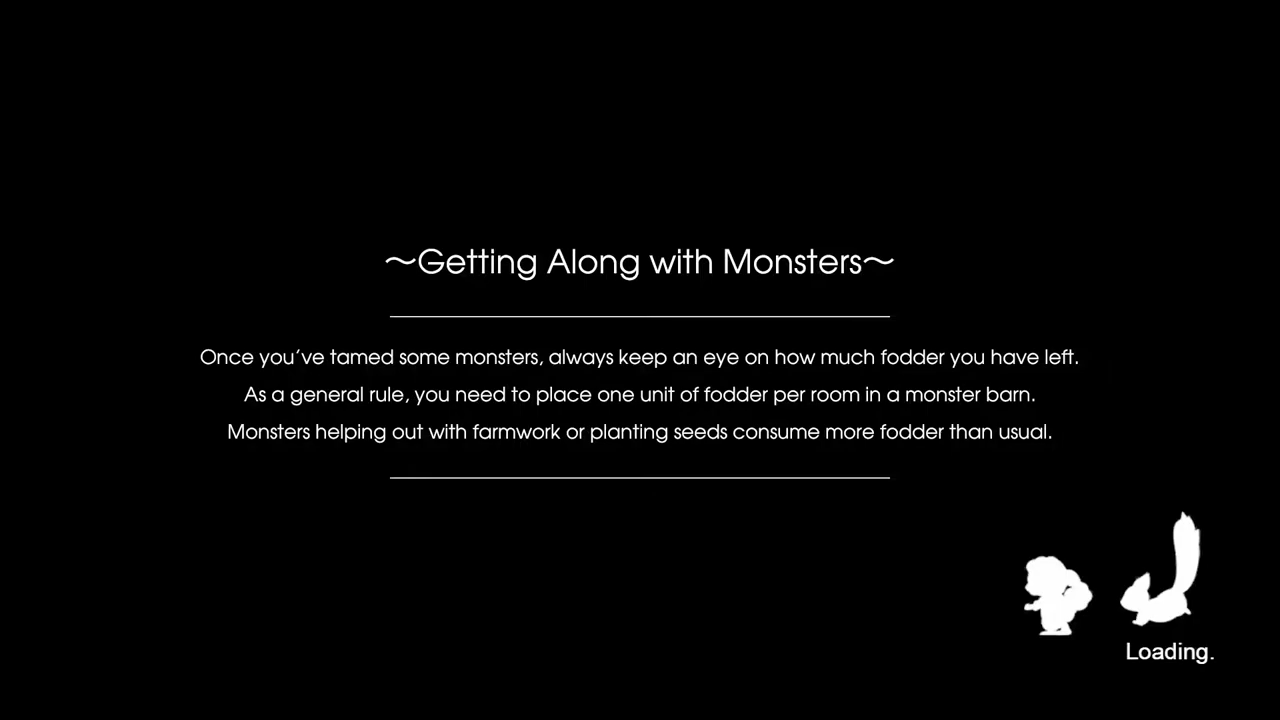 ～Getting Along with Monsters～
Once you've tamed some monsters, always keep an eye on how much fodder you have left.
As a general rule, you need to place one unit of fodder per room in a monster barn.
Monsters helping out with farmwork or planting seeds consume more fodder than usual.
Loading.